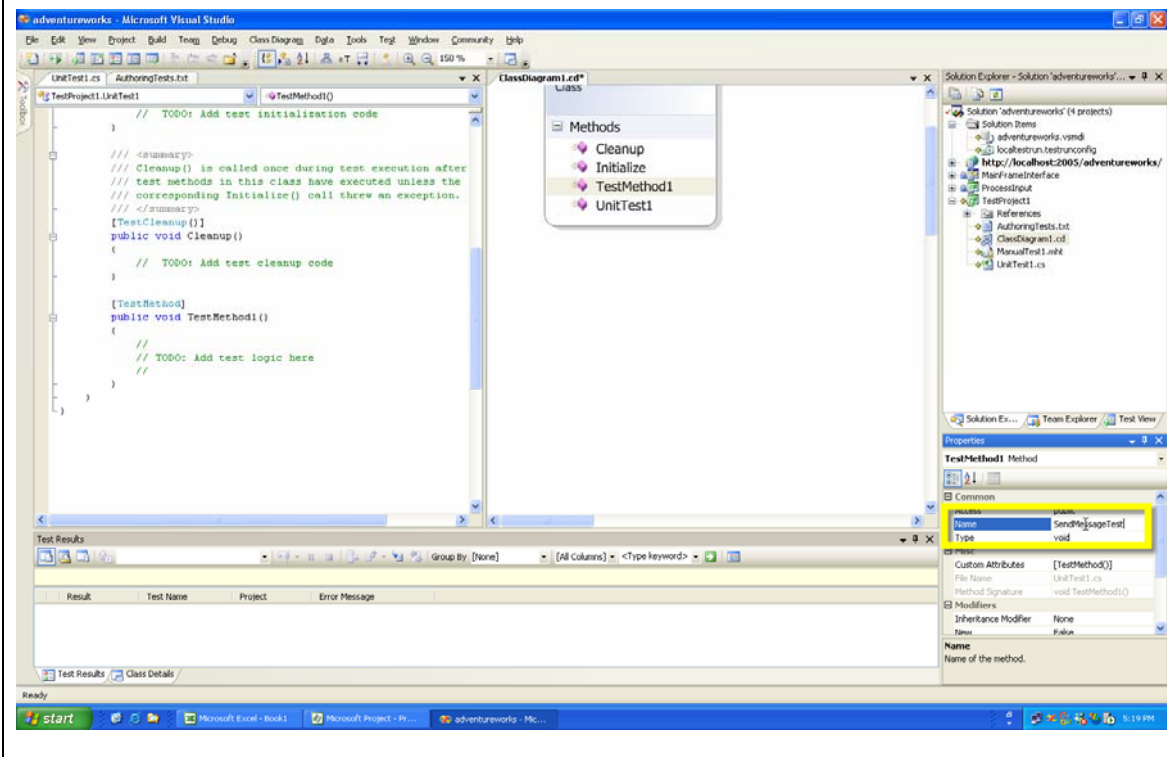 adventureworks - Microsoft Visual Studio
File Edit View Project Build Team Debug Class Diagram Data Tools Test Window Community Help
150 %
Toolbox
UnitTest1.cs AuthoringTests.txt
TestProject1.UnitTest1 TestMethod1()
// TODO: Add test initialization code
}
/// <summary>
/// Cleanup() is called once during test execution after
/// test methods in this class have executed unless the
/// corresponding Initialize() call threw an exception.
/// </summary>
[TestCleanup()]
public void Cleanup()
{
// TODO: Add test cleanup code
}
[TestMethod]
public void TestMethod1()
{
//
// TODO: Add test logic here
//
}
}
}
ClassDiagram1.cd*
Class
Methods
Cleanup
Initialize
TestMethod1
UnitTest1
Solution Explorer - Solution 'adventurework'...
Solution 'adventureworks' (4 projects)
Solution Items
adventureworks.vsmdi
localtestrun.testrunconfig
http://localhost:2005/adventureworks/
MainFrameInterface
ProcessInput
TestProject1
References
AuthoringTests.txt
ClassDiagram1.cd
ManualTest1.mht
UnitTest1.cs
Solution Ex... Team Explorer Test View
Properties
TestMethod1 Method
Common
Access public
Name SendMessageTest
Type void
Misc
Custom Attributes [TestMethod()]
File Name UnitTest1.cs
Method Signature void TestMethod1()
Modifiers
Inheritance Modifier None
New False
Name
Name of the method.
Test Results
Group By [None] [All Columns] <Type keyword>
Result Test Name Project Error Message
Test Results Class Details
Ready
start Microsoft Excel - Book1 Microsoft Project - Pr... adventureworks - Mic... 5:19 PM